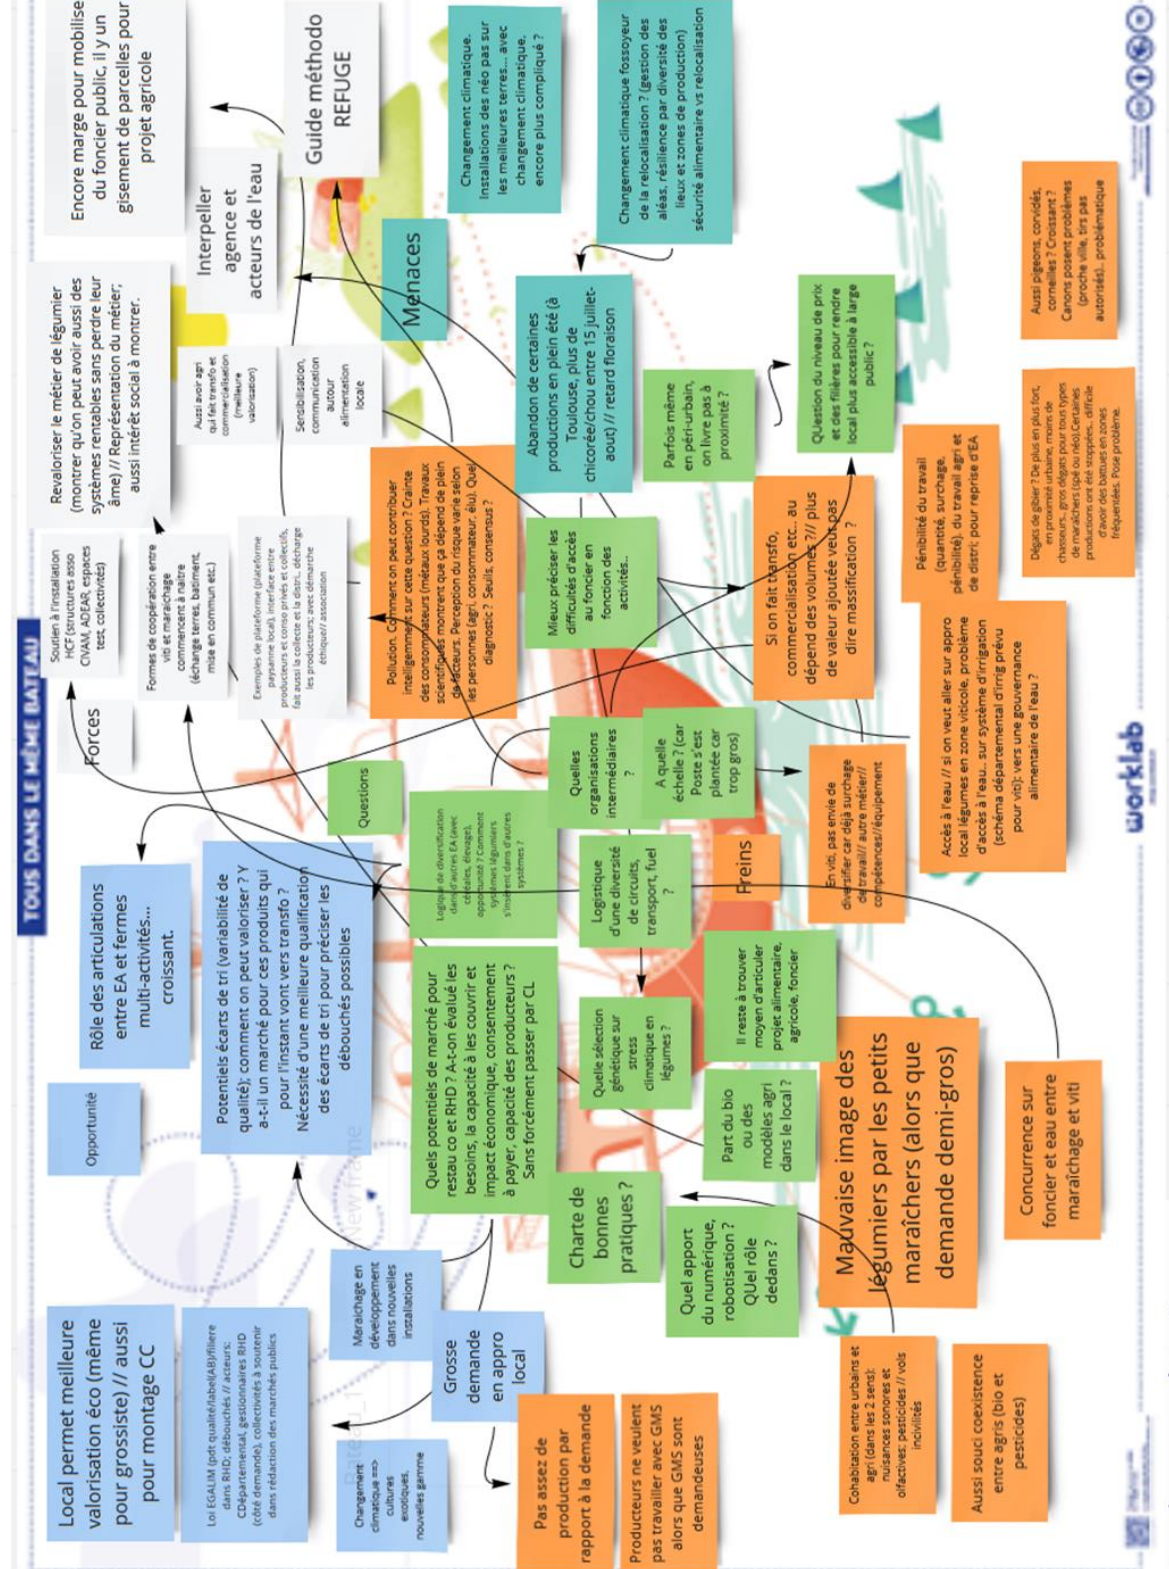 TOUS DANS LE MÊME BATEAU
Local permet meilleure
valorisation éco (même
pour grossiste) // aussi
pour montage CC
Opportunité
Rôle des articulations
entre EA et fermes
multi-activités...
croissant.
Forces
Soutien à l'installation
HCF (structures asso
CIVAM, ADEAR, espaces
test, collectivités)
Revaloriser le métier de légumier
(montrer qu'on peut avoir aussi des
systèmes rentables sans perdre leur
âme) // Représentation du métier;
aussi intérêt social à montrer.
Encore marge pour mobilise
du foncier public, il y un
gisement de parcelles pour
projet agricole
Loi EGALIM (pdt qualité/label(AB)/filiere
dans RHD; débouchés // acteurs:
CDépartemental, gestionnaires RHD
(côté demande), collectivités à soutenir
dans rédaction des marchés publics
Potentiels écarts de tri (variabilité de
qualité); comment on peut valoriser ? Y
a-t-il un marché pour ces produits qui
pour l'instant vont vers transfo ?
Nécessité d'une meilleure qualification
des écarts de tri pour préciser les
débouchés possibles
Formes de coopération entre
viti et maraichage
commencent à naitre
(échange terres, batiment,
mise en commun etc.)
Aussi avoir agri
qui fait transfo et
commercialisation
(meilleure
valorisation)
Interpeller
agence et
acteurs de l'eau
Exemples de plateforme (plateforme
paysanne local), interface entre
producteurs et conso privés et collectifs,
fait aussi la collecte et la distri.. décharge
les producteurs; avec démarche
éthique/ association
Sensibilisation,
communication
autour
alimentation
locale
Guide méthodo
REFUGE
New frame
Changement
climatique ==>
cultures
exotiques,
nouvelles gamme
Maraichage en
développement
dans nouvelles
installations
Questions
Pollution. Comment on peut contribuer
intelligemment sur cette question ? Crainte
des consommateurs (métaux lourds). Travaux
scientifiques montrent que ça dépend de plein
de facteurs. Perception du risque varie selon
les personnes (agri, consommateur, élu). Quel
diagnostic ? Seuils, consensus ?
Menaces
Changement climatique.
Installations des néo pas sur
les meilleures terres.... avec
changement climatique,
encore plus compliqué ?
Grosse
demande
en appro
local
Quels potentiels de marché pour
restau co et RHD ? A-t-on évalué les
besoins, la capacité à les couvrir et
impact économique, consentement
à payer, capacité des producteurs ?
Sans forcément passer par CL
Logique de diversification
dans d'autres EA (avec
céréales, élevage),
opportunité ? Comment
systèmes légumiers
s'insèrent dans d'autres
systèmes ?
Abandon de certaines
productions en plein été (à
Toulouse, plus de
chicorée/chou entre 15 juillet-
aout) // retard floraison
Changement climatique fossoyeur
de la relocalisation ? (gestion des
aléas, résilience par diversité des
lieux et zones de production)
sécurité alimentaire vs relocalisation
Pas assez de
production par
rapport à la demande
Charte de
bonnes
pratiques ?
Quelle sélection
génétique sur
stress
climatique en
légumes ?
Logistique
d'une diversité
de circuits,
transport, fuel
?
Quelles
organisations
intermédiaires
?
Mieux préciser les
difficultés d'accès
au foncier en
fonction des
activités..
Producteurs ne veulent
pas travailler avec GMS
alors que GMS sont
demandeuses
A quelle
échelle ? (car
Poste s'est
plantée car
trop gros)
Parfois même
en péri-urbain,
on livre pas à
proximité ?
Quel apport
du numérique,
robotisation ?
QUel rôle
dedans ?
Part du bio
ou des
modèles agri
dans le local ?
Il reste à trouver
moyen d'articuler
projet alimentaire,
agricole, foncier
Freins
Si on fait transfo,
commercialisation etc.. au
dépend des volumes ?// plus
de valeur ajoutée veut pas
dire massification ?
QUestion du niveau de prix
et des filières pour rendre
local plus accessible à large
public ?
Mauvaise image des
légumiers par les petits
maraîchers (alors que
demande demi-gros)
En viti, pas envie de
diversifier car déjà surchage
de travail// autre métier//
compétences//équipement
Pénibilité du travail
(quantité, surchage,
pénibilité). du travail agri et
de distri, pour reprise d'EA
Cohabitation entre urbains et
agri (dans les 2 sens):
nuisances sonores et
olfactives; pesticides // vols
incivilités
Accès à l'eau // si on veut aller sur appro
local légumes en zone viticole, problème
d'accès à l'eau.. sur système d'irrigation
(schéma départemental d'irrig prévu
pour viti): vers une gouvernance
alimentaire de l'eau ?
Aussi souci coexistence
entre agris (bio et
pesticides)
Concurrence sur
foncier et eau entre
maraîchage et viti
Dégats de gibier ? De plus en plus fort,
en proximité urbaine, moins de
chasseurs.. gros dégats pour tous types
de maraîchers (spé ou néo).Certaines
productions ont été stoppées.. difficile
d'avoir des battues en zones
fréquentées. Pose problème.
Aussi pigeons, corvidés,
corneilles ? Croissant ?
Canons posent problèmes
(proche ville, tirs pas
autorisés).. problématique
worklab